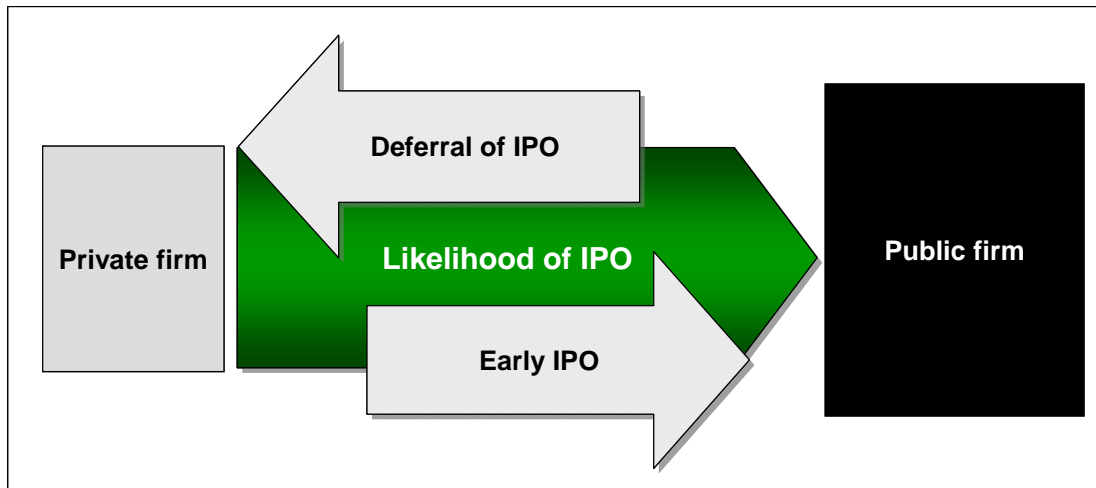 Deferral of IPO
Private firm
Likelihood of IPO
Public firm
Early IPO